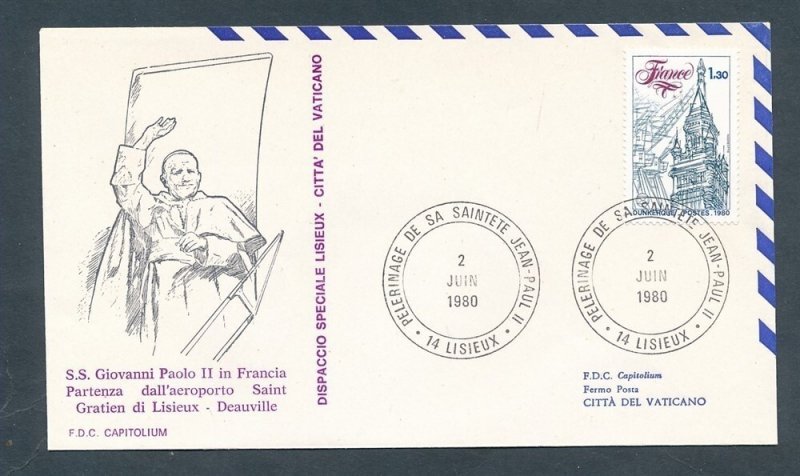 S.S. Giovanni Paolo II in Francia
Partenza dall'aeroporto Saint
Gratien di Lisieux - Deauville
F.D.C. CAPITOLIUM
DISPACCIO SPECIALE LISIEUX - CITTA' DEL VATICANO
France
1,30
DUNKERQUE POSTES 1980
PELERINAGE DE SA SAINTETE JEAN-PAUL II
2
JUIN
1980
• 14 LISIEUX •
PELERINAGE DE SA SAINTETE JEAN-PAUL II
2
JUIN
1980
• 14 LISIEUX •
F.D.C. Capitolium
Fermo Posta
CITTÀ DEL VATICANO